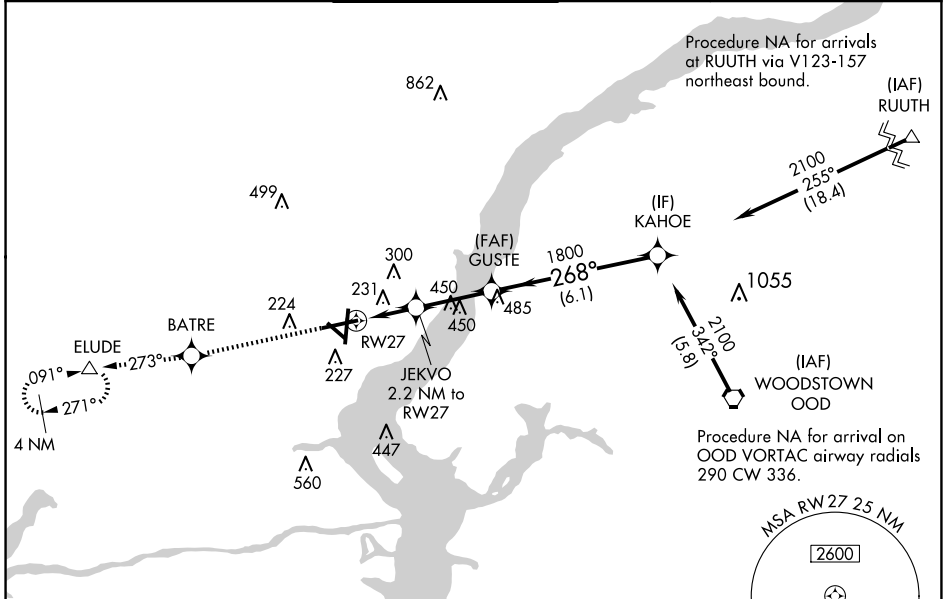 Procedure NA for arrivals
at RUUTH via V123-157
northeast bound.
(IAF)
RUUTH
862
2100
255°
(18.4)
499
(IF)
KAHOE
(FAF)
GUSTE
1800
268°
(6.1)
300
231
450
450
485
1055
224
BATRE
RW27
227
ELUDE
273°
091°
271°
4 NM
JEKVO
2.2 NM to
RW27
2100
342°
(5.8)
(IAF)
WOODSTOWN
OOD
447
560
Procedure NA for arrival on
OOD VORTAC airway radials
290 CW 336.
MSA RW27 25 NM
2600